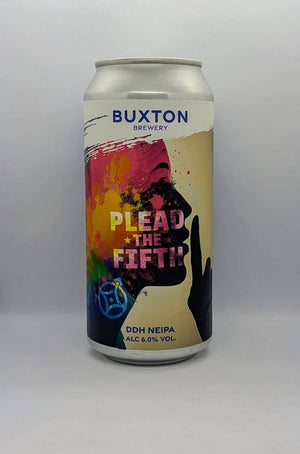 BUXTON
BREWERY
PLEAD
THE
FIFTH
DDH NEIPA
ALC 6.0% VOL.